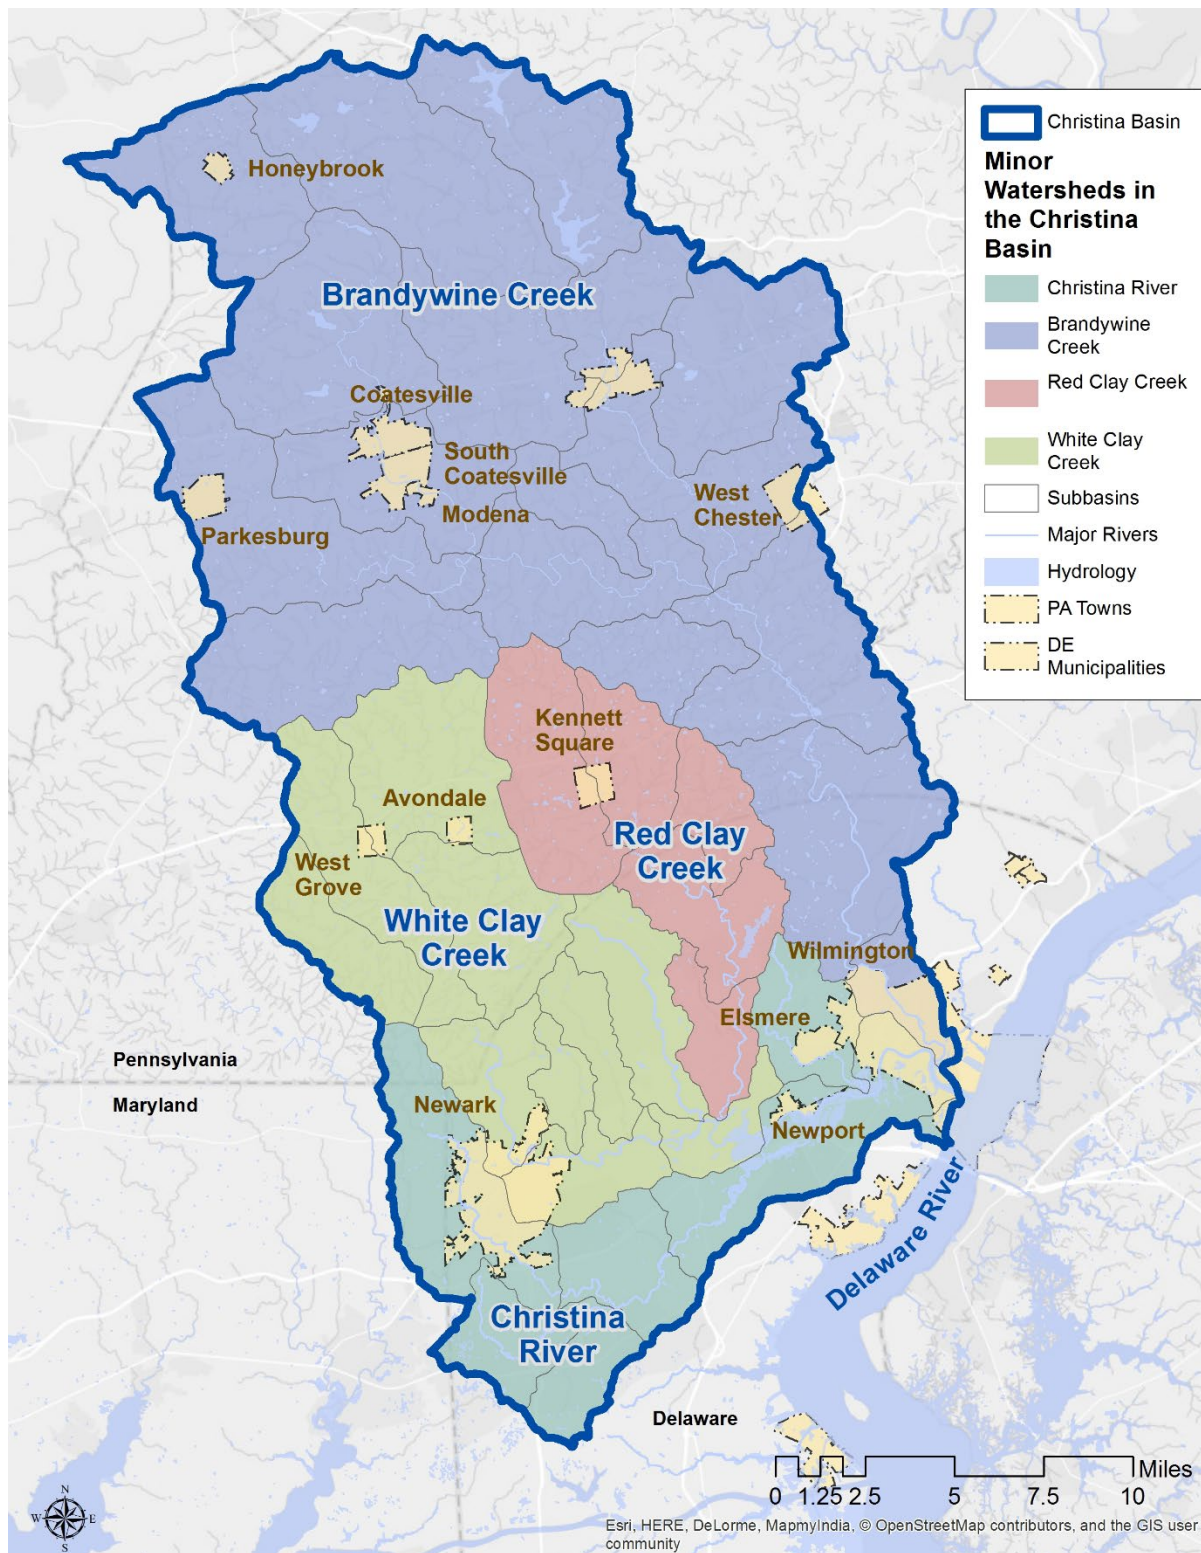 Christina Basin
Minor
Watersheds in
the Christina
Basin
Christina River
Brandywine
Creek
Red Clay Creek
White Clay
Creek
Subbasins
Major Rivers
Hydrology
PA Towns
DE
Municipalities
Honeybrook
Brandywine Creek
Coatesville
South
Coatesville
Modena
West
Chester
Parkesburg
Kennett
Square
Avondale
West
Grove
Red Clay
Creek
White Clay
Creek
Wilmington
Elsmere
Pennsylvania
Maryland
Newark
Newport
Delaware River
Christina
River
Delaware
Miles
0 1.25 2.5 5 7.5 10
N
W E
S
Esri, HERE, DeLorme, MapmyIndia, © OpenStreetMap contributors, and the GIS user
community